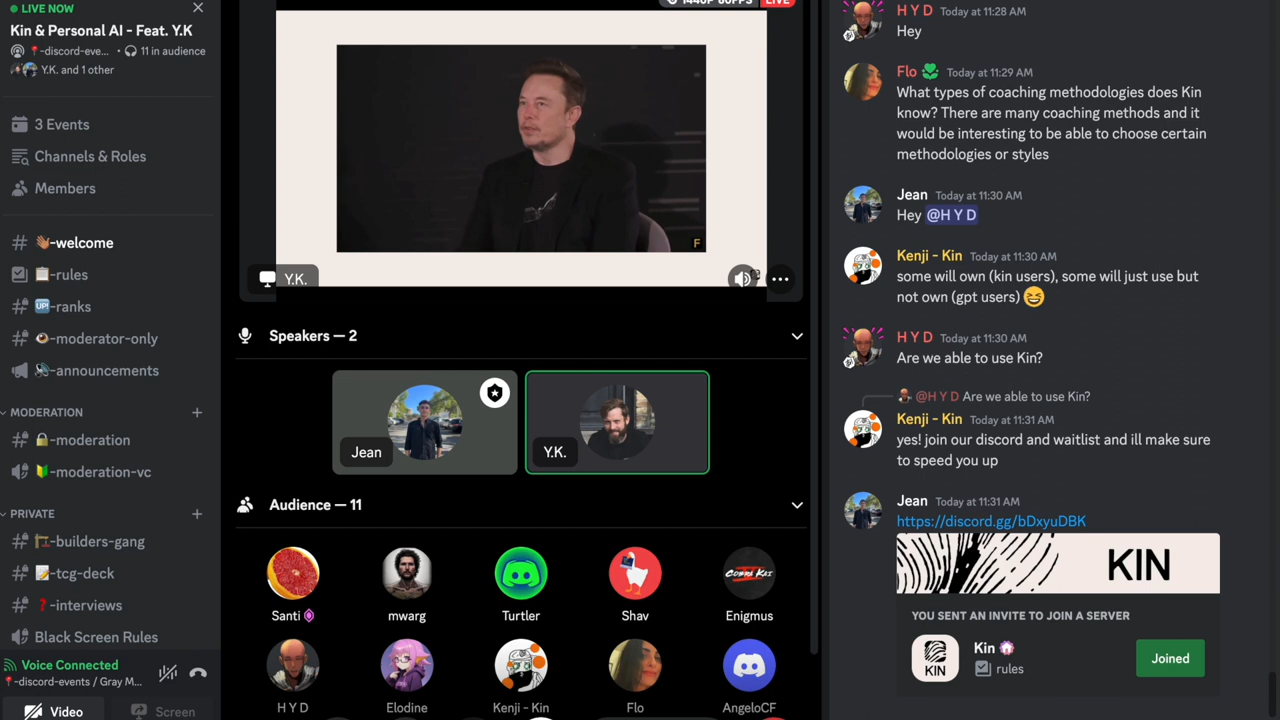 LIVE NOW
Kin & Personal AI - Feat. Y.K
-discord-eve... 11 in audience
Y.K. and 1 other
3 Events
Channels & Roles
Members
-welcome
-rules
UP!
-ranks
-moderator-only
-announcements
MODERATION
-moderation
-moderation-vc
PRIVATE
-builders-gang
-tcg-deck
-interviews
Black Screen Rules
Voice Connected
-discord-events / Gray M...
Video
Screen
1440P 60FPS
LIVE
F
Y.K.
Speakers — 2
Jean
Y.K.
Audience — 11
Santi
mwarg
Turtler
Shav
COBRA KAI
Enigmus
H Y D
Elodine
Kenji - Kin
Flo
AngeloCF
H Y D Today at 11:28 AM
Hey
Flo Today at 11:29 AM
What types of coaching methodologies does Kin
know? There are many coaching methods and it
would be interesting to be able to choose certain
methodologies or styles
Jean Today at 11:30 AM
Hey @H Y D
Kenji - Kin Today at 11:30 AM
some will own (kin users), some will just use but
not own (gpt users)
H Y D Today at 11:30 AM
Are we able to use Kin?
@H Y D Are we able to use Kin?
Kenji - Kin Today at 11:31 AM
yes! join our discord and waitlist and ill make sure
to speed you up
Jean Today at 11:31 AM
https://discord.gg/bDxyuDBK
KIN
YOU SENT AN INVITE TO JOIN A SERVER
KIN
Kin
rules
Joined